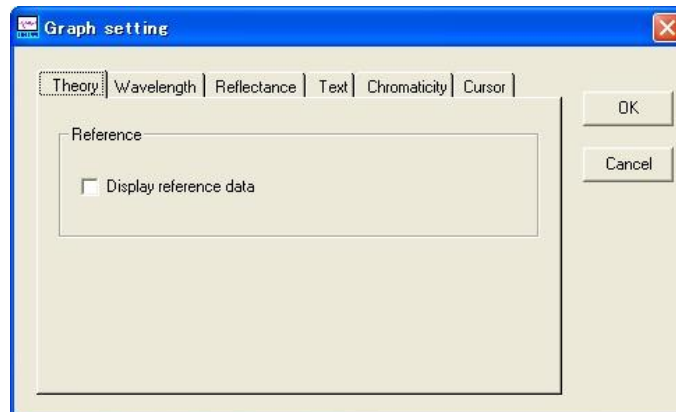 Graph setting
Theory Wavelength Reflectance Text Chromaticity Cursor
OK
Reference
Cancel
Display reference data